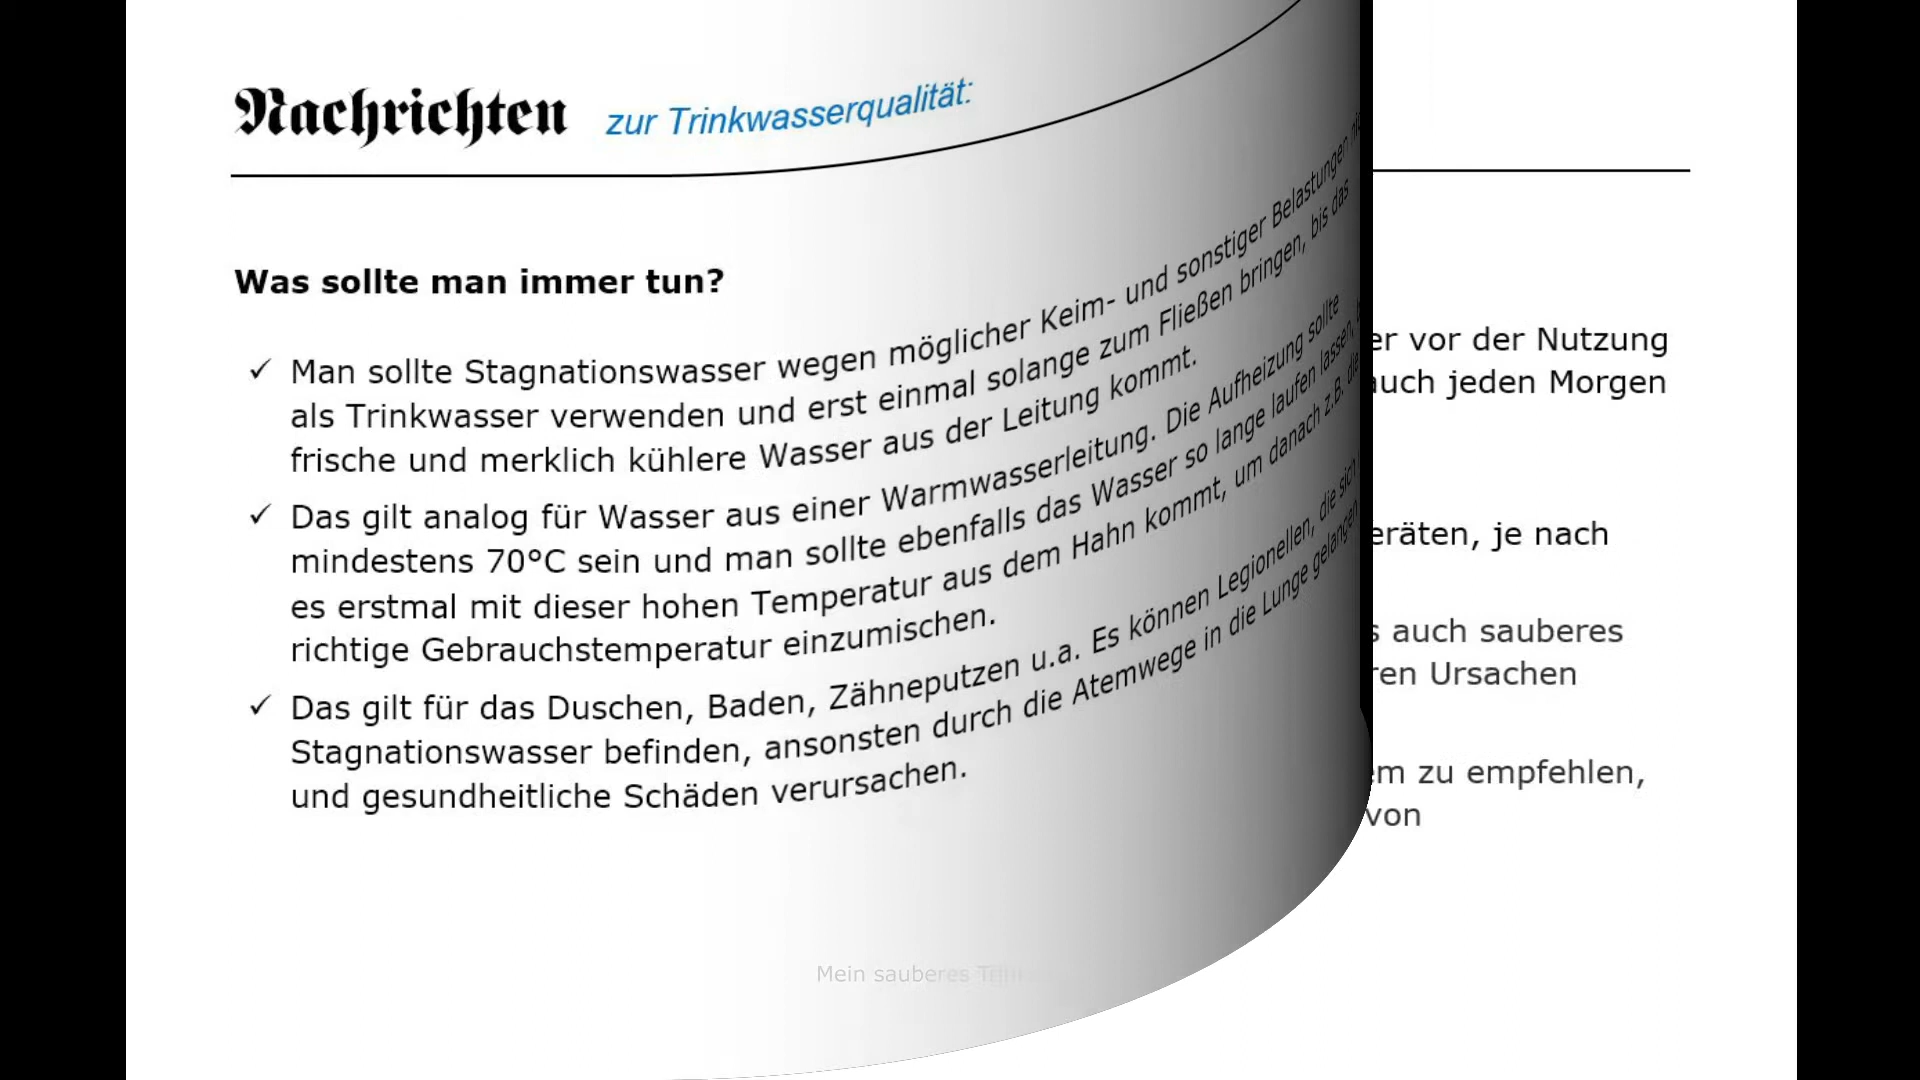 Nachrichten zur Trinkwasserqualität:
Was sollte man immer tun?
✓ Man sollte Stagnationswasser wegen möglicher Keim- und sonstiger Belastungen
als Trinkwasser verwenden und erst einmal solange zum Fließen bringen, bis das
frische und merklich kühlere Wasser aus der Leitung kommt.
✓ Das gilt analog für Wasser aus einer Warmwasserleitung. Die Aufheizung sollte
mindestens 70°C sein und man sollte ebenfalls das Wasser so lange laufen lassen,
es erstmal mit dieser hohen Temperatur aus dem Hahn kommt, um danach z.B. die
richtige Gebrauchstemperatur einzumischen.
✓ Das gilt für das Duschen, Baden, Zähneputzen u.a. Es können Legionellen, die sich
Stagnationswasser befinden, ansonsten durch die Atemwege in die Lunge gelangen
und gesundheitliche Schäden verursachen.
Mein sauberes
er vor der Nutzung
auch jeden Morgen
eräten, je nach
s auch sauberes
ren Ursachen
em zu empfehlen,
von